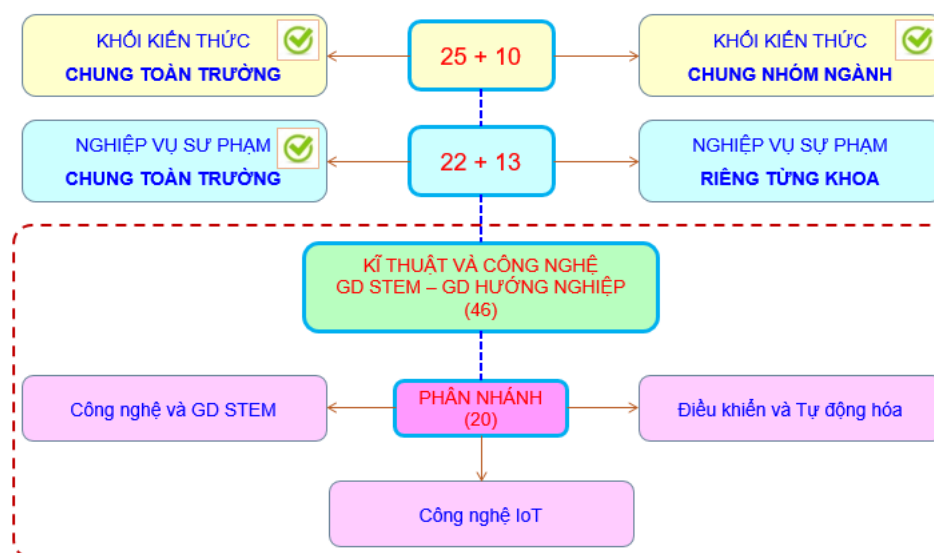 KHỐI KIẾN THỨC
CHUNG TOÀN TRƯỜNG
25 + 10
KHỐI KIẾN THỨC
CHUNG NHÓM NGÀNH
NGHIỆP VỤ SƯ PHẠM
CHUNG TOÀN TRƯỜNG
22 + 13
NGHIỆP VỤ SỰ PHẠM
RIÊNG TỪNG KHOA
KĨ THUẬT VÀ CÔNG NGHỆ
GD STEM – GD HƯỚNG NGHIỆP
(46)
Công nghệ và GD STEM
PHÂN NHÁNH
(20)
Điều khiển và Tự động hóa
Công nghệ IoT